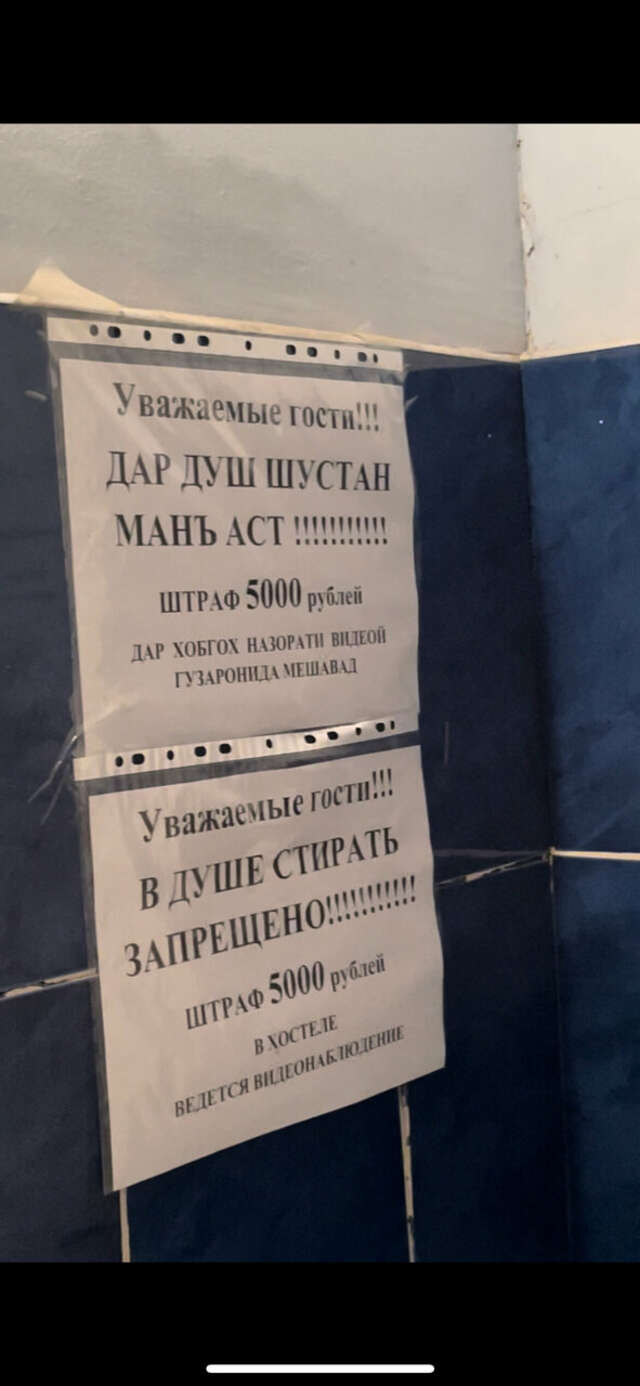 Уважаемые гости!!!
ДАР ДУШ ШУСТАН
МАНЪ АСТ !!!!!!!!!!!
ШТРАФ 5000 рублей
ДАР ХОБГОХ НАЗОРАТИ ВИДЕОЙ
ГУЗАРОНИДА МЕШАВАД
Уважаемые гости!!!
В ДУШЕ СТИРАТЬ
ЗАПРЕЩЕНО!!!!!!!!!!!
ШТРАФ 5000 рублей
В ХОСТЕЛЕ
ВЕДЕТСЯ ВИДЕОНАБЛЮДЕНИЕ